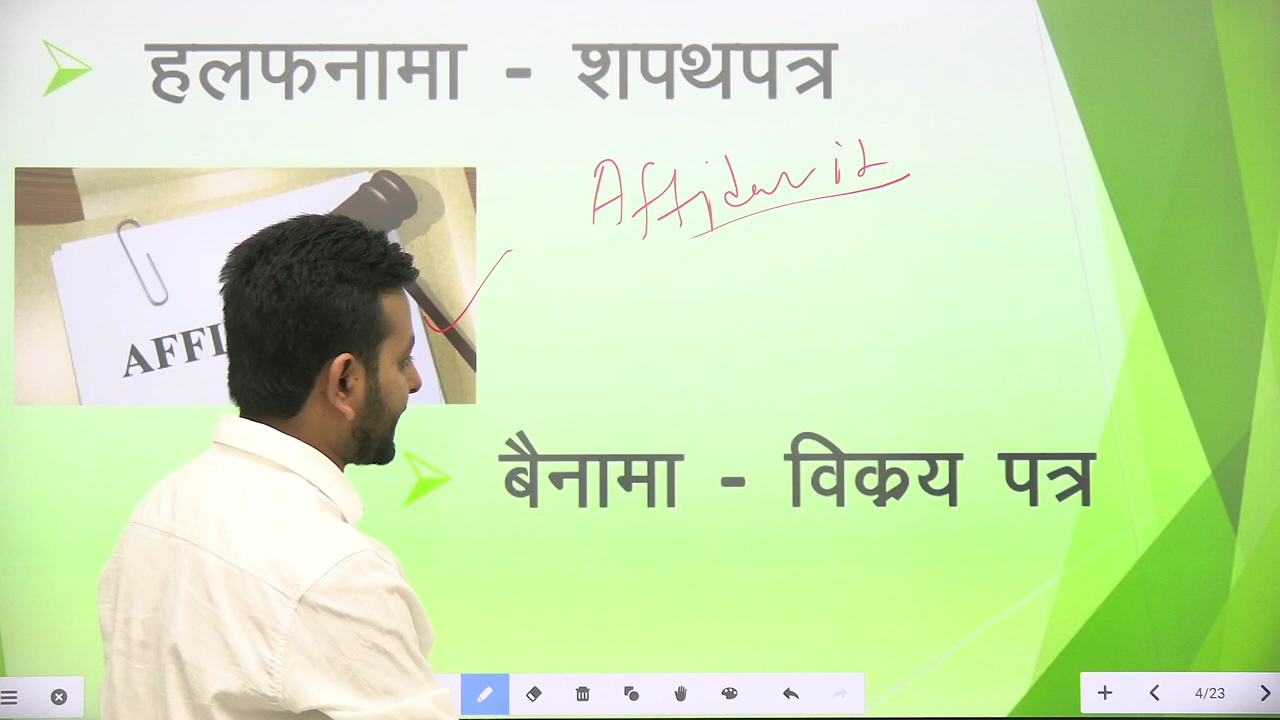 हलफनामा - शपथपत्र
Affidavit
AFFI
बैनामा - विक्रय पत्र
4/23